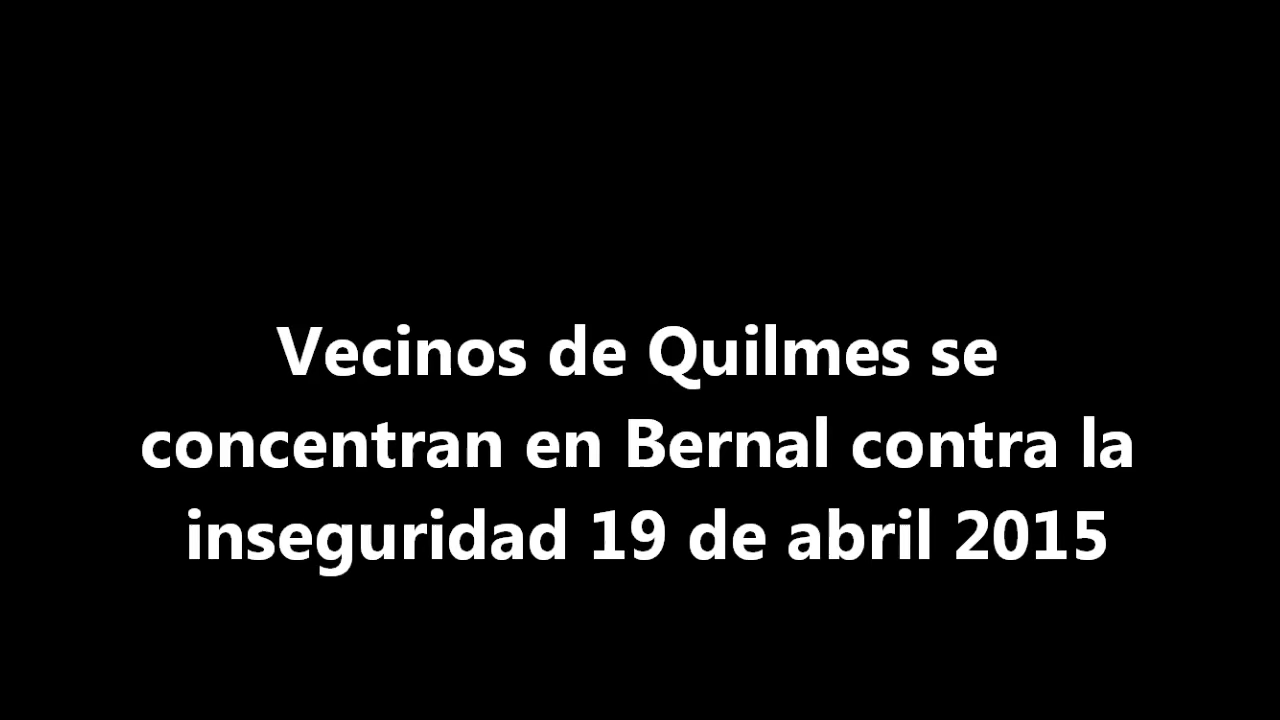 Vecinos de Quilmes se
concentran en Bernal contra la
inseguridad 19 de abril 2015